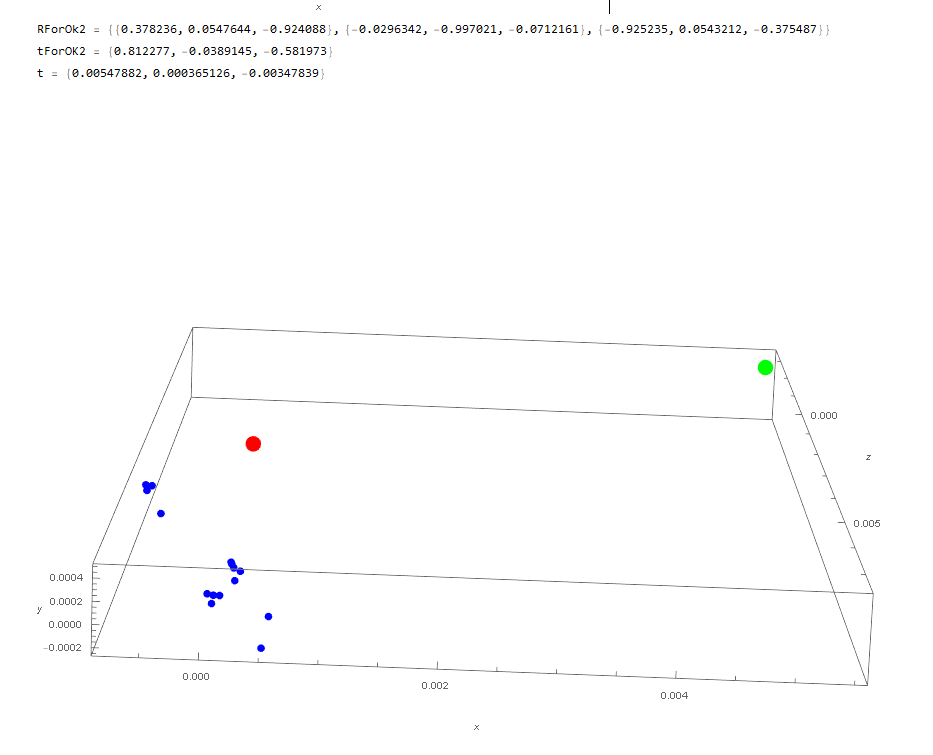 x
RForOK2 = {{0.378236, 0.0547644, -0.924088}, {-0.0296342, -0.997021, -0.0712161}, {-0.925235, 0.0543212, -0.375487}}
tForOK2 = {0.812277, -0.0389145, -0.581973}
t = {0.00547882, 0.000365126, -0.00347839}
0.000
z
0.005
0.0004
y
0.0002
0.0000
-0.0002
0.000
0.002
0.004
x